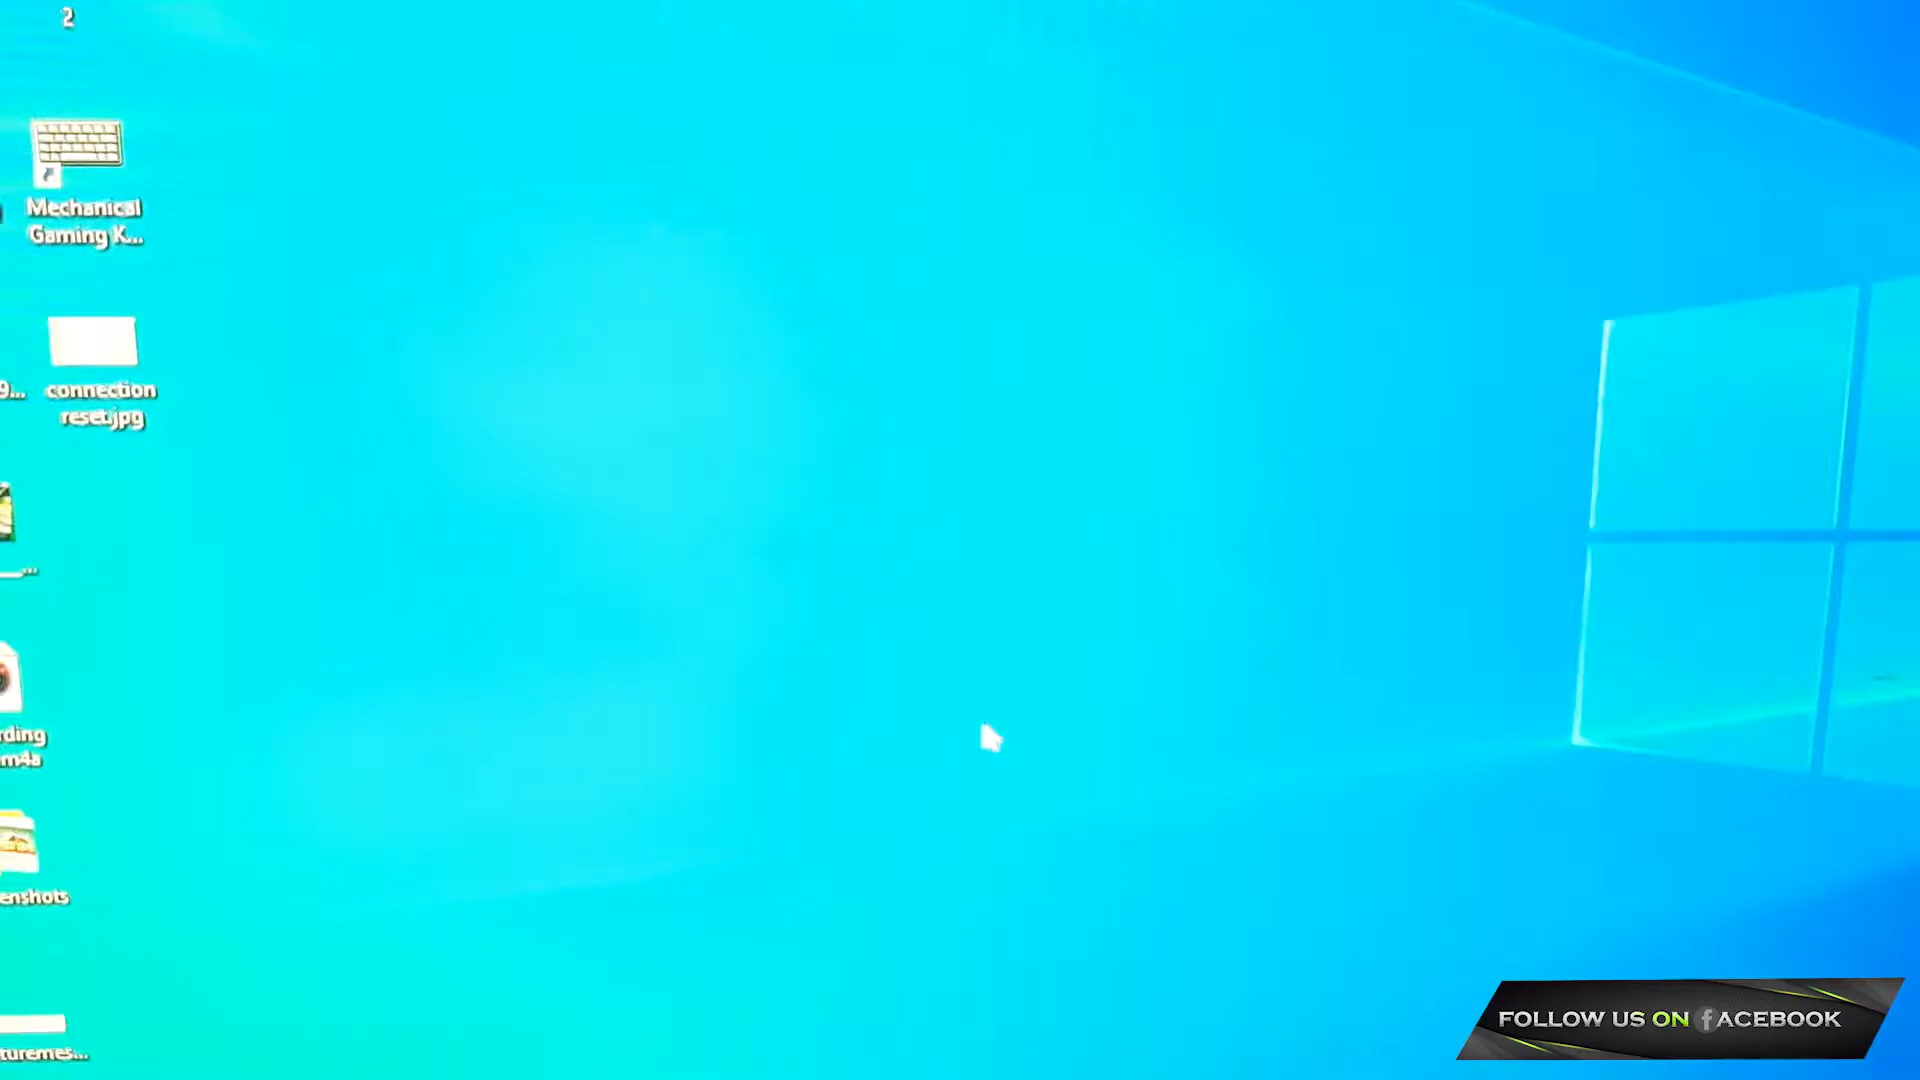 2
Mechanical
Gaming K...
9...
connection
reset.jpg
...
rding
m4a
enshots
turemes...
FOLLOW US ON fACEBOOK